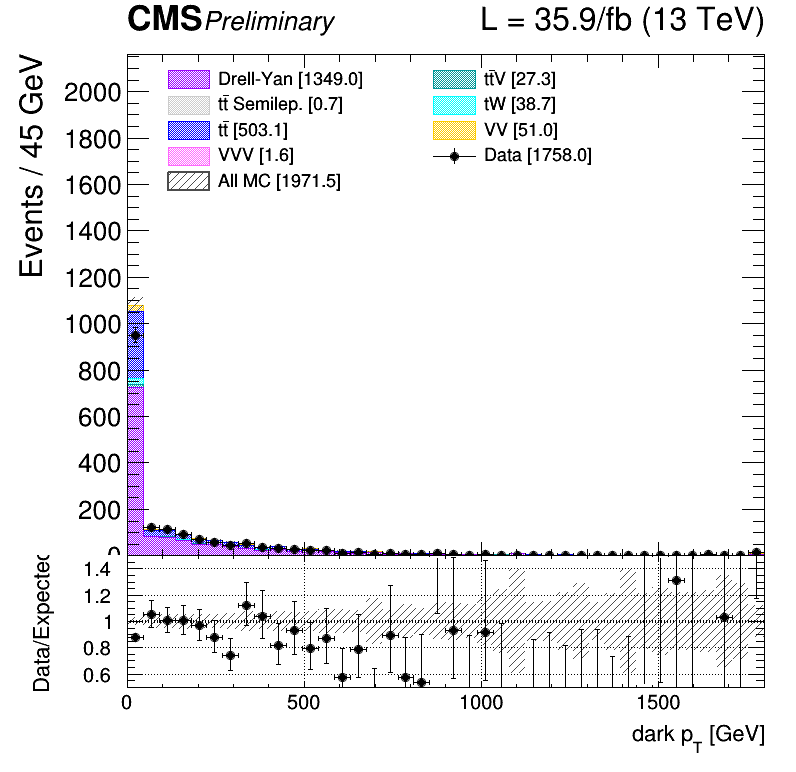 CMS Preliminary L = 35.9/fb (13 TeV)
Events / 45 GeV
2000
1800
1600
1400
1200
1000
800
600
400
200
0
Drell-Yan [1349.0]
tt̄ Semilep. [0.7]
tt̄ [503.1]
VVV [1.6]
All MC [1971.5]
tt̄V [27.3]
tW [38.7]
VV [51.0]
Data [1758.0]
Data/Expected
1.4
1.2
1
0.8
0.6
0 500 1000 1500
dark p_T [GeV]